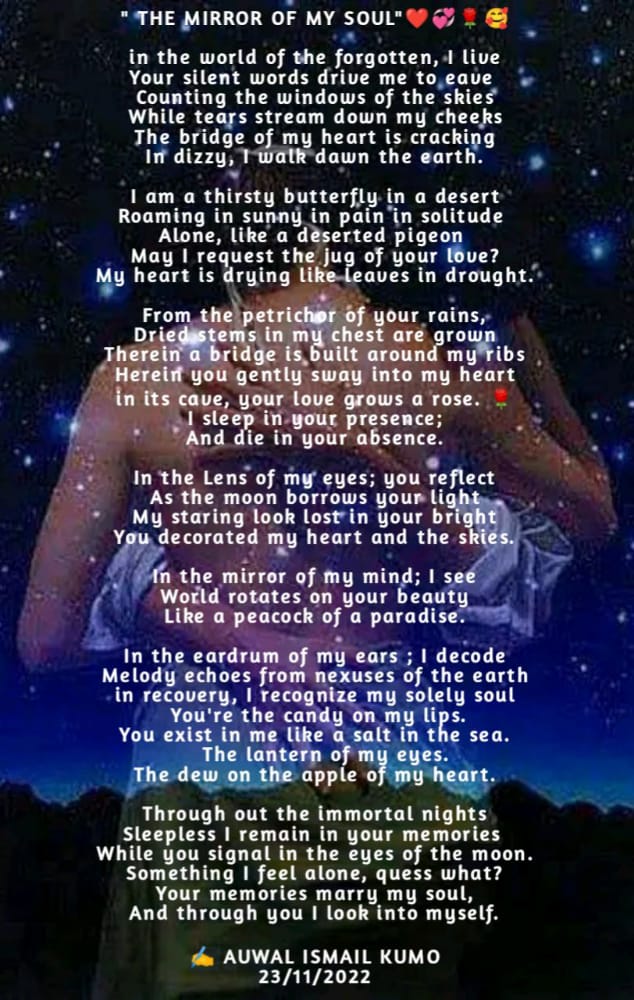 " THE MIRROR OF MY SOUL"❤️💞🌹🥰
in the world of the forgotten, I live
Your silent words drive me to eave
Counting the windows of the skies
While tears stream down my cheeks
The bridge of my heart is cracking
In dizzy, I walk dawn the earth.
I am a thirsty butterfly in a desert
Roaming in sunny in pain in solitude
Alone, like a deserted pigeon
May I request the jug of your love?
My heart is drying like leaves in drought.
From the petrichor of your rains,
Dried stems in my chest are grown
Therein a bridge is built around my ribs
Herein you gently sway into my heart
in its cave, your love grows a rose. 🌹
I sleep in your presence;
And die in your absence.
In the Lens of my eyes; you reflect
As the moon borrows your light
My staring look lost in your bright
You decorated my heart and the skies.
In the mirror of my mind; I see
World rotates on your beauty
Like a peacock of a paradise.
In the eardrum of my ears ; I decode
Melody echoes from nexuses of the earth
in recovery, I recognize my solely soul
You're the candy on my lips.
You exist in me like a salt in the sea.
The lantern of my eyes.
The dew on the apple of my heart.
Through out the immortal nights
Sleepless I remain in your memories
While you signal in the eyes of the moon.
Something I feel alone, quess what?
Your memories marry my soul,
And through you I look into myself.
✍️ AUWAL ISMAIL KUMO
23/11/2022